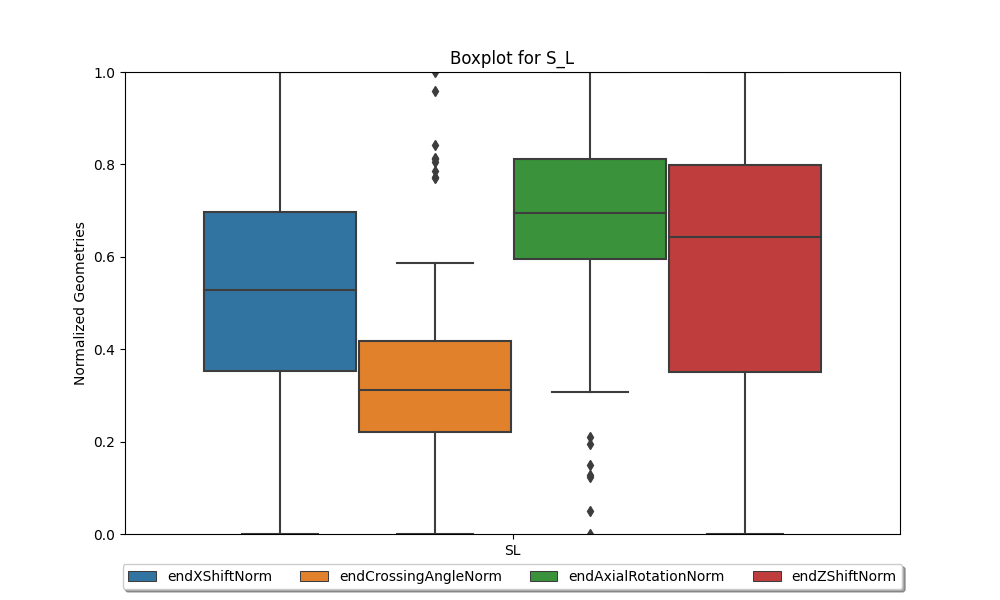 Boxplot for S_L
Normalized Geometries
1.0
0.8
0.6
0.4
0.2
0.0
SL
endXShiftNorm endCrossingAngleNorm endAxialRotationNorm endZShiftNorm